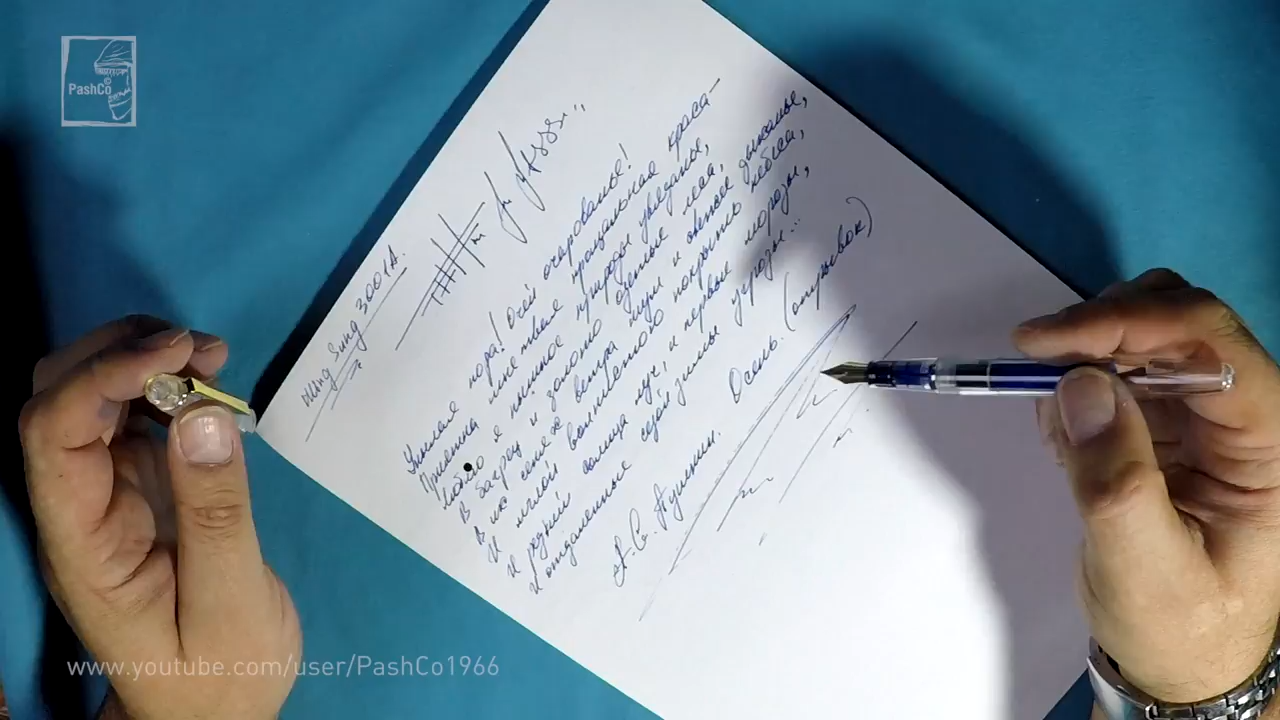 PashCo
Wing Sung 3001A.
Унылая пора! Очей очарованье!
Приятна мне твоя прощальная краса –
Люблю я пышное природы увяданье,
В багрец и в золото одетые леса,
В их сенях ветра шум и свежее дыханье,
И мглой волнистою покрыты небеса,
И редкий солнца луч, и первые морозы,
И отдаленные седой зимы угрозы...
А.С. Пушкин. Осень. (отрывок)
www.youtube.com/user/PashCo1966